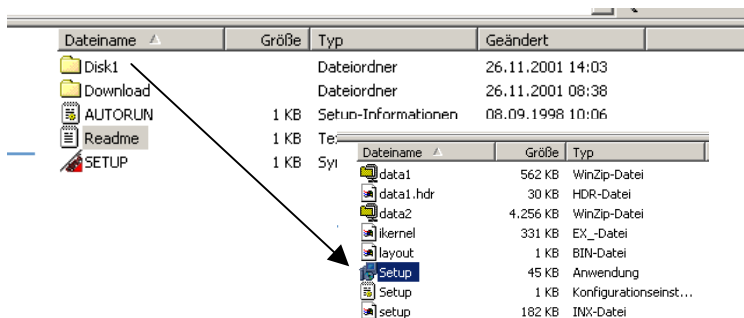 Dateiname Größe Typ Geändert
Disk1 Dateiordner 26.11.2001 14:03
Download Dateiordner 26.11.2001 08:38
AUTORUN 1 KB Setup-Informationen 08.09.1998 10:06
Readme 1 KB
SETUP 1 KB
Dateiname Größe Typ
data1 562 KB WinZip-Datei
data1.hdr 30 KB HDR-Datei
data2 4.256 KB WinZip-Datei
ikernel 331 KB EX_-Datei
layout 1 KB BIN-Datei
Setup 45 KB Anwendung
Setup 1 KB Konfigurationseinst...
setup 182 KB INX-Datei